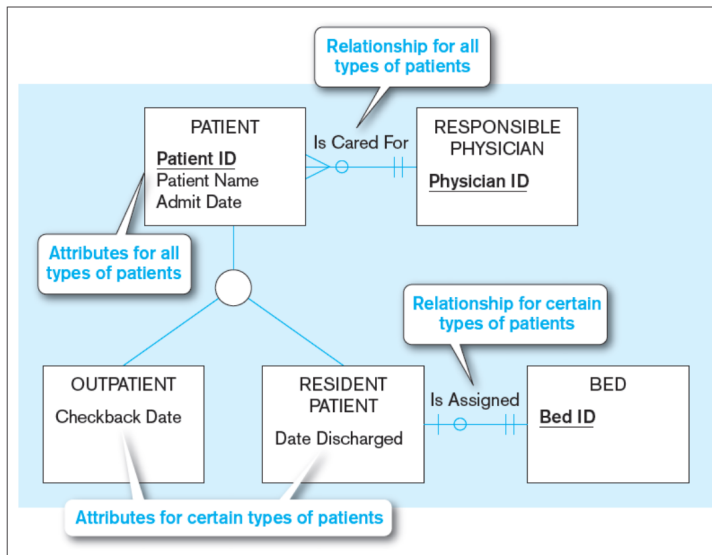 Relationship for all
types of patients
PATIENT
Patient ID
Patient Name
Admit Date
Is Cared For
RESPONSIBLE
PHYSICIAN
Physician ID
Attributes for all
types of patients
Relationship for certain
types of patients
OUTPATIENT
Checkback Date
RESIDENT
PATIENT
Date Discharged
Is Assigned
BED
Bed ID
Attributes for certain types of patients